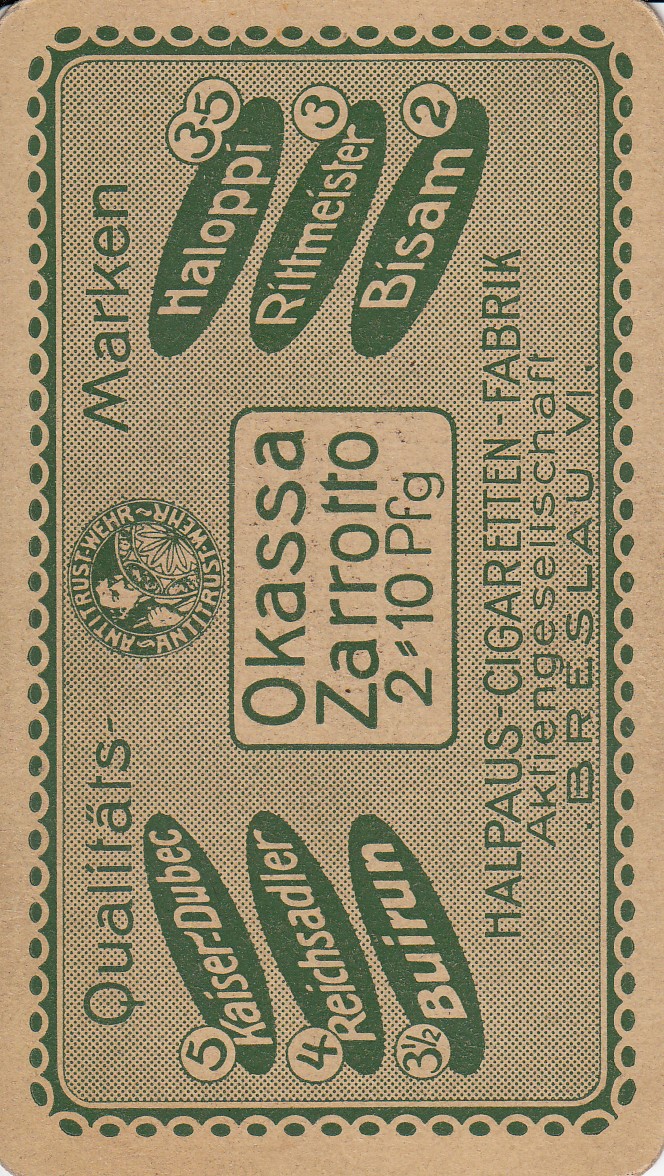 Qualitäts- Marken
ANTITRUST-WEHR~
ANTITRUST-WEHR~
5 Kaiser-Dubec
4 Reichsadler
3½ Buirun
Okassa
Zarrotto
2=10 Pfg
Haloppi 3-5
Rittmeister 3
Bisam 2
HALPAUS-CIGARETTEN-FABRIK
Aktiengesellschaft
BRESLAU VI.